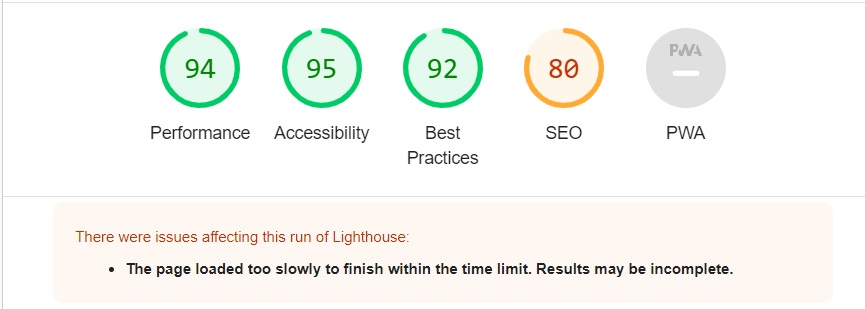 94 95 92 80 PWA
Performance Accessibility Best Practices SEO PWA
There were issues affecting this run of Lighthouse:
• The page loaded too slowly to finish within the time limit. Results may be incomplete.